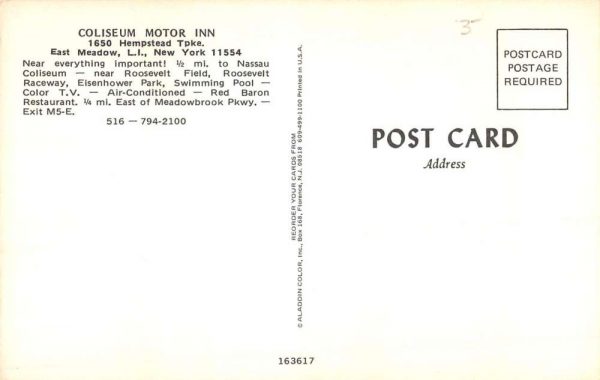 COLISEUM MOTOR INN
1650 Hempstead Tpke.
East Meadow, L.I., New York 11554
Near everything important! ½ mi. to Nassau
Coliseum — near Roosevelt Field, Roosevelt
Raceway, Eisenhower Park, Swimming Pool —
Color T.V. — Air-Conditioned — Red Baron
Restaurant. ¼ mi. East of Meadowbrook Pkwy. —
Exit M5-E.
516 — 794-2100
REORDER YOUR CARDS FROM
© ALADDIN COLOR, Inc., Box 168, Florence, N.J. 08518 609-499-1100 Printed in U.S.A.
3
POSTCARD
POSTAGE
REQUIRED
POST CARD
Address
163617